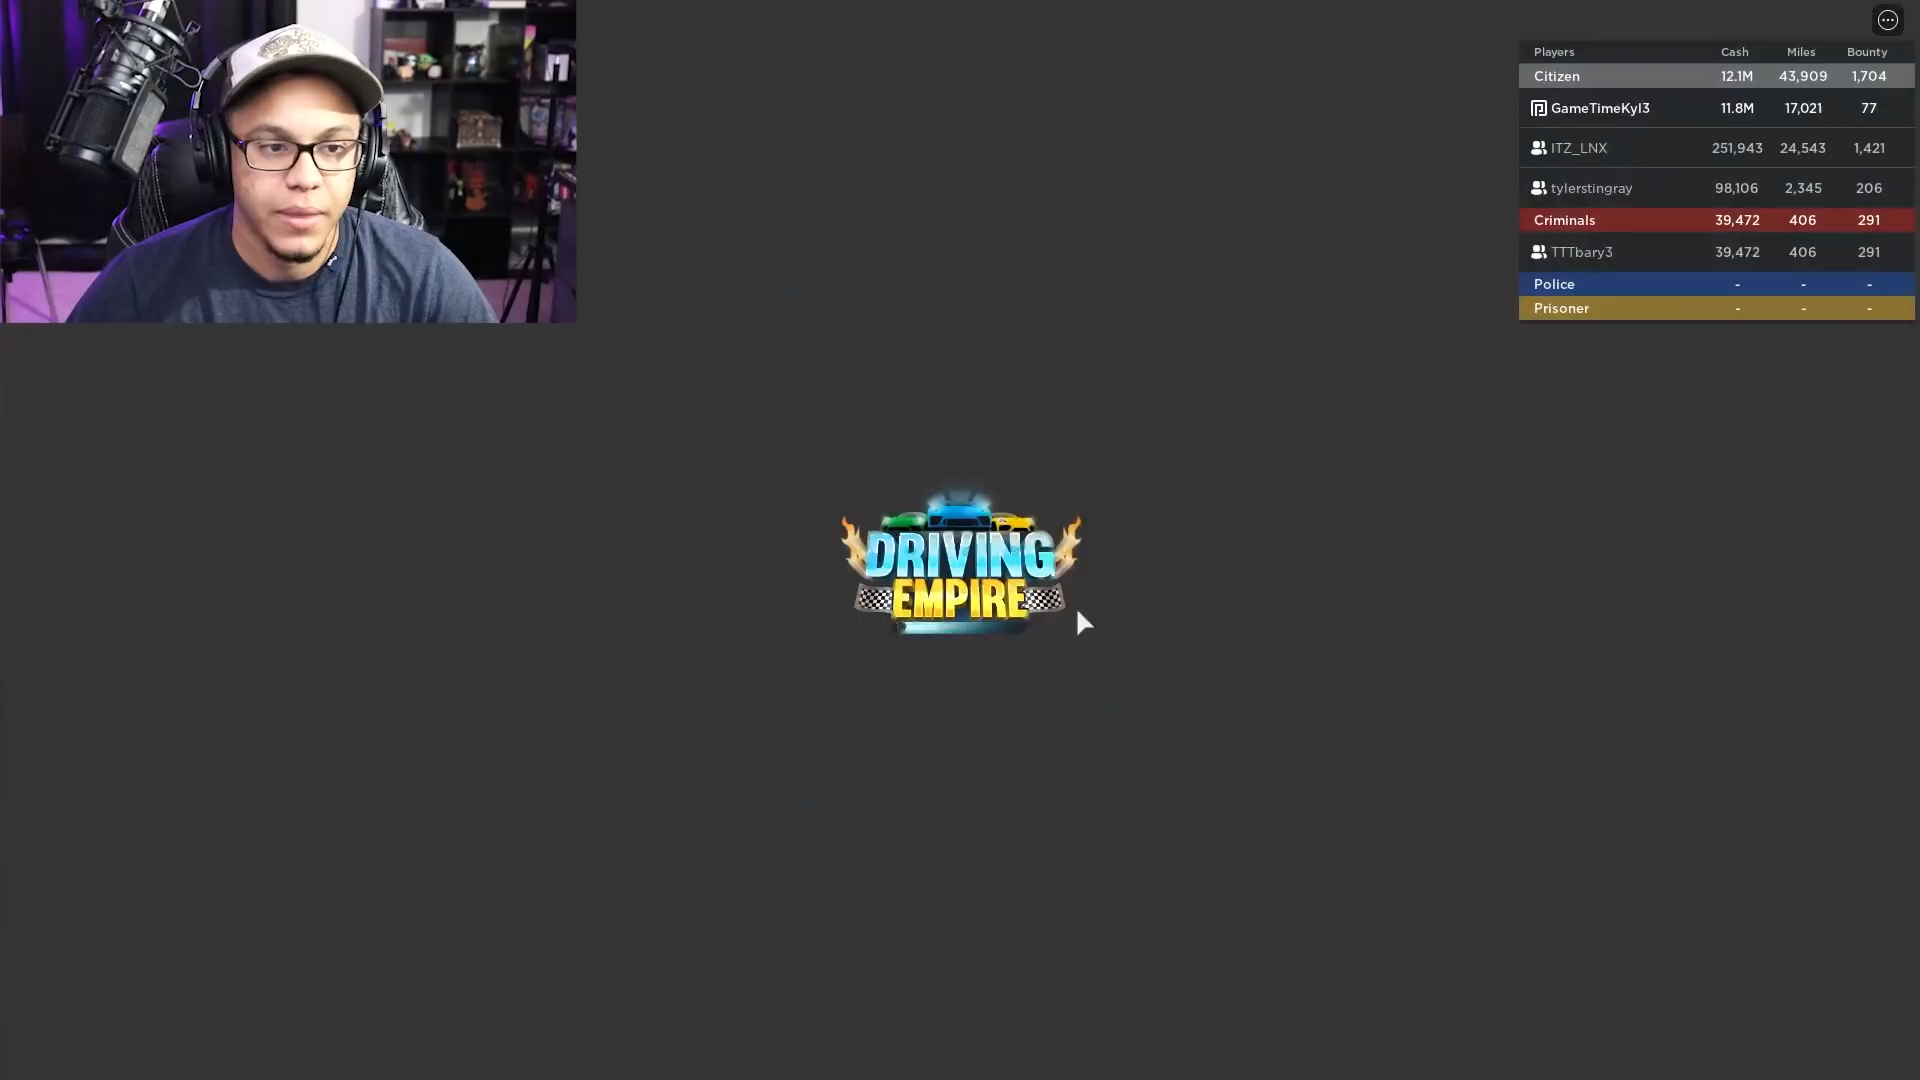 Players Cash Miles Bounty
Citizen 12.1M 43,909 1,704
GameTimeKyl3 11.8M 17,021 77
ITZ_LNX 251,943 24,543 1,421
tylerstingray 98,106 2,345 206
Criminals 39,472 406 291
TTTbary3 39,472 406 291
Police - - -
Prisoner - - -
DRIVING
EMPIRE